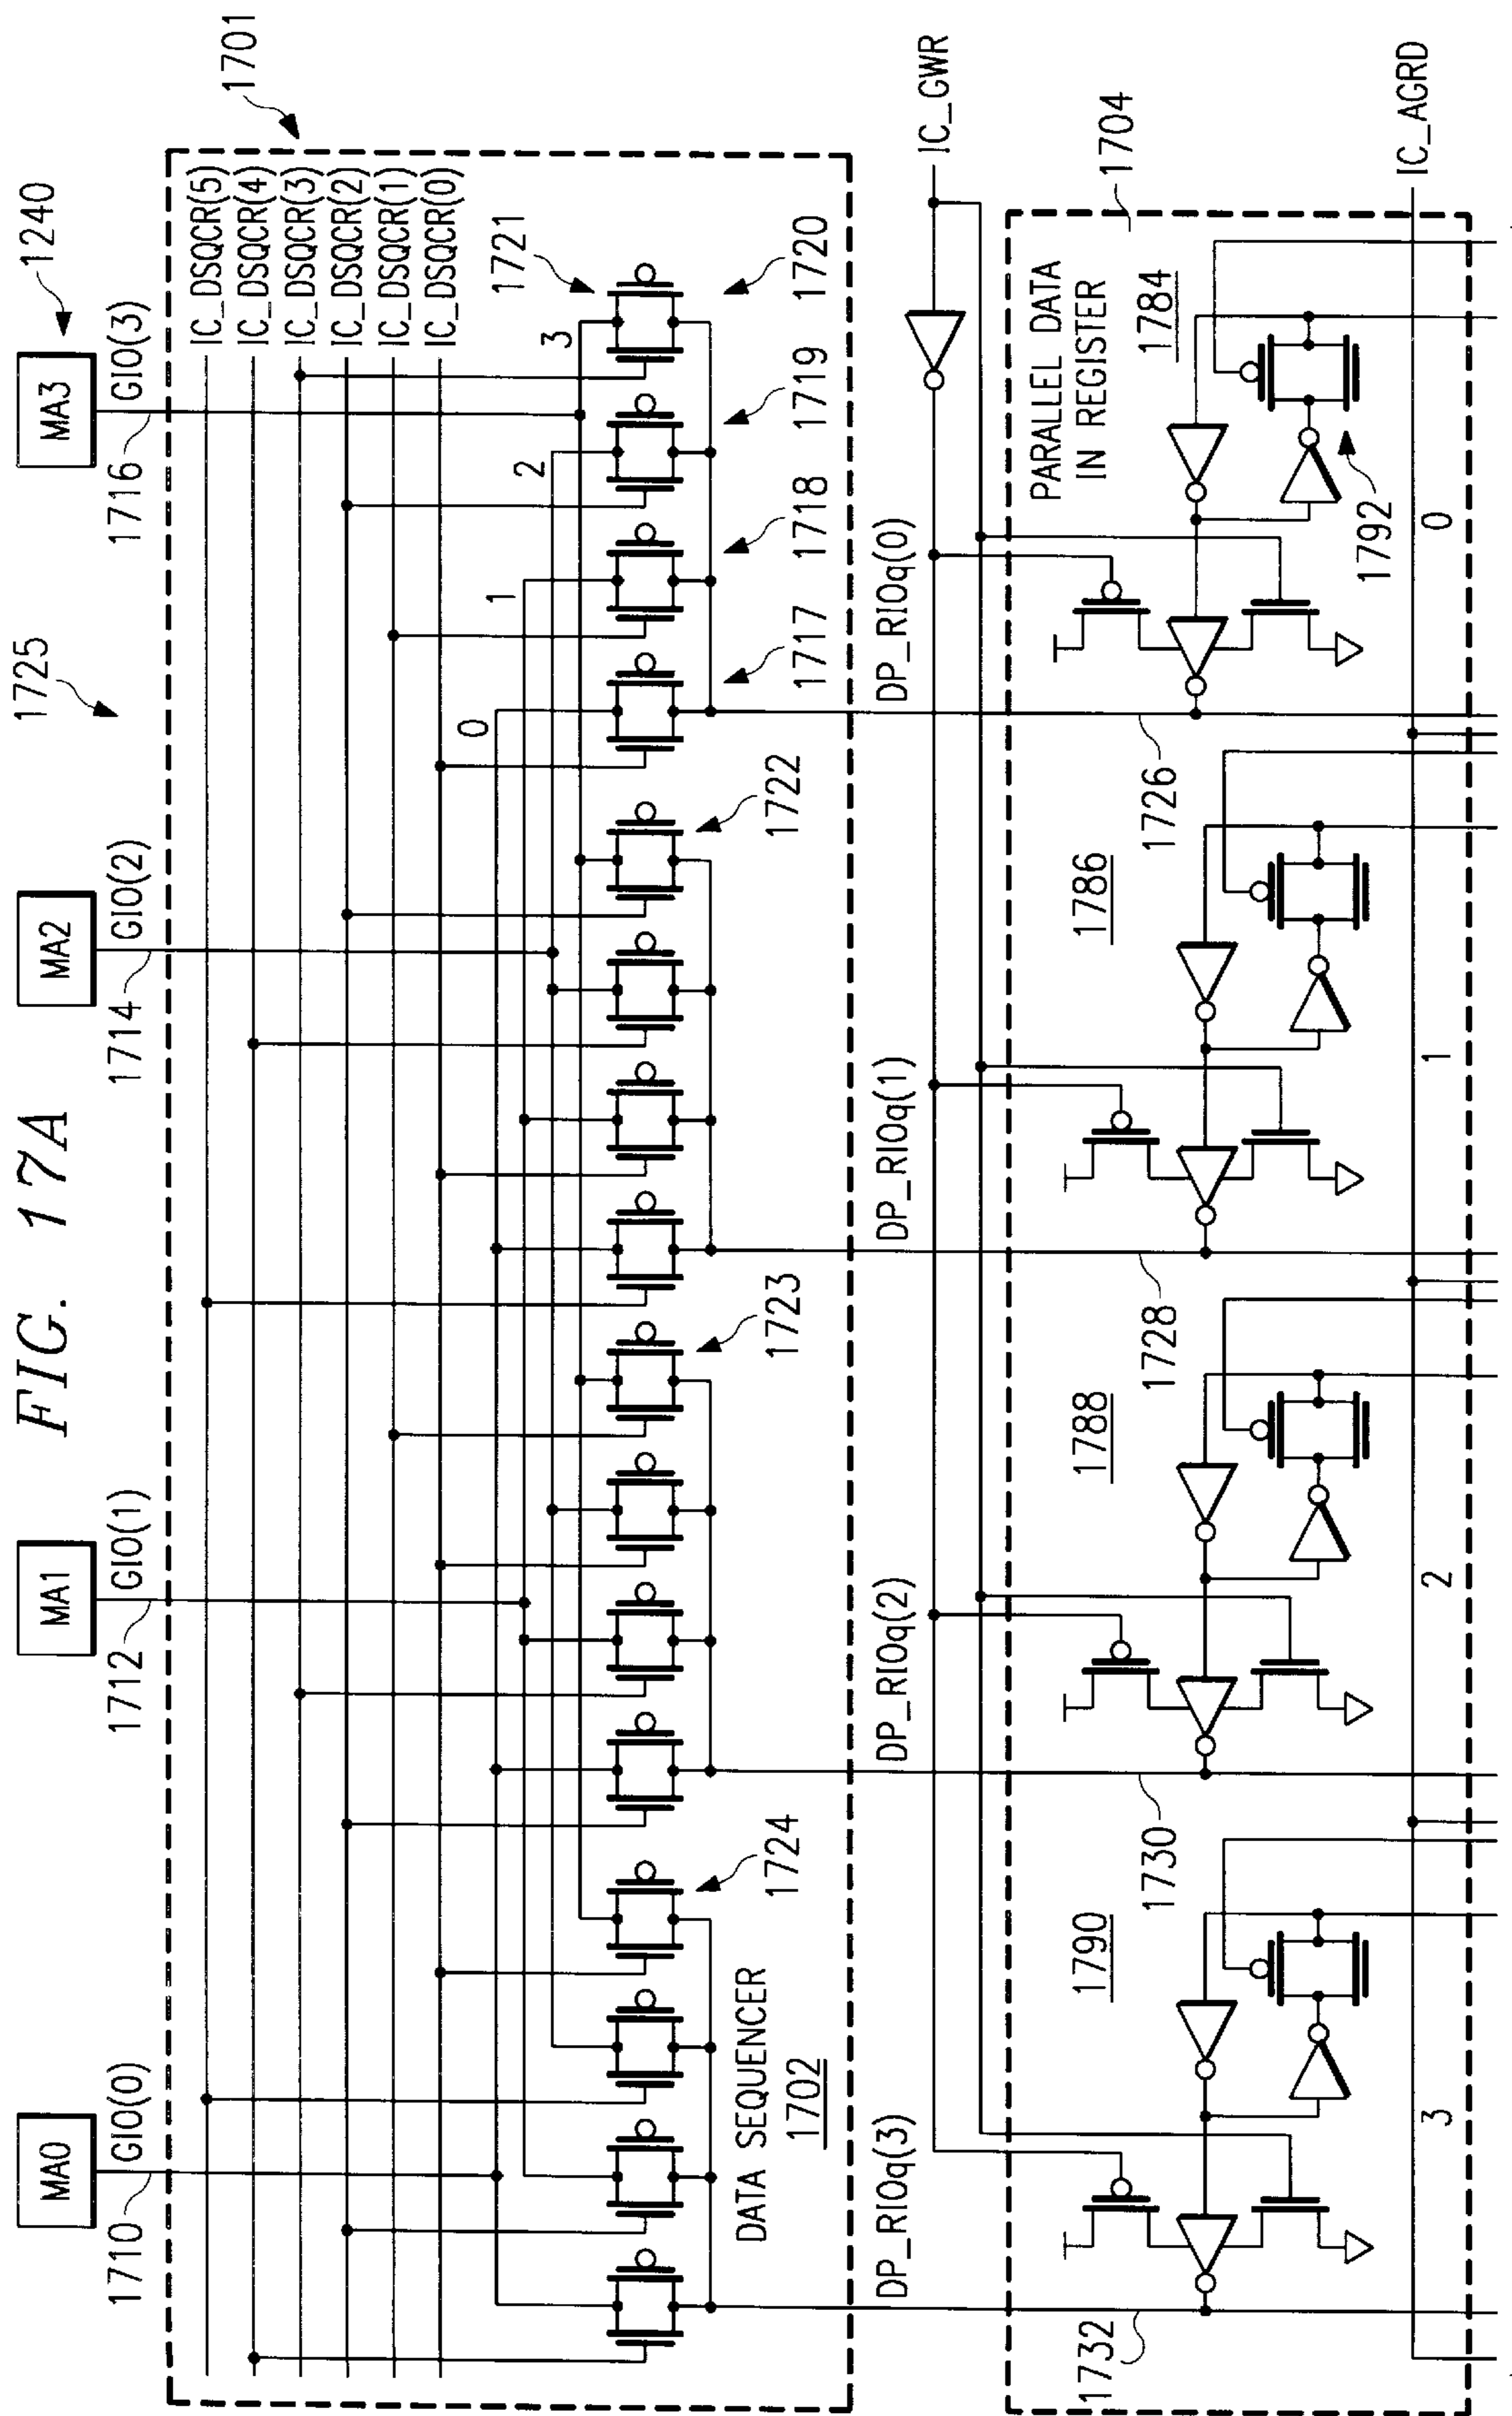 FIG. 17A
1725
1240
1701
MA0
MA1
MA2
MA3
1710
GIO(0)
1712
GIO(1)
1714
GIO(2)
1716
GIO(3)
IC_DSQCR(5)
IC_DSQCR(4)
IC_DSQCR(3)
IC_DSQCR(2)
IC_DSQCR(1)
IC_DSQCR(0)
0
1
2
3
1721
1724
1723
1722
1717
1718
1719
1720
DATA SEQUENCER
1702
DP_RIOq(3)
DP_RIOq(2)
DP_RIOq(1)
DP_RIOq(0)
IC_GWR
1704
PARALLEL DATA
IN REGISTER
1732
1790
1730
1788
1728
1786
1726
1784
1792
3
2
1
0
IC_AGRD